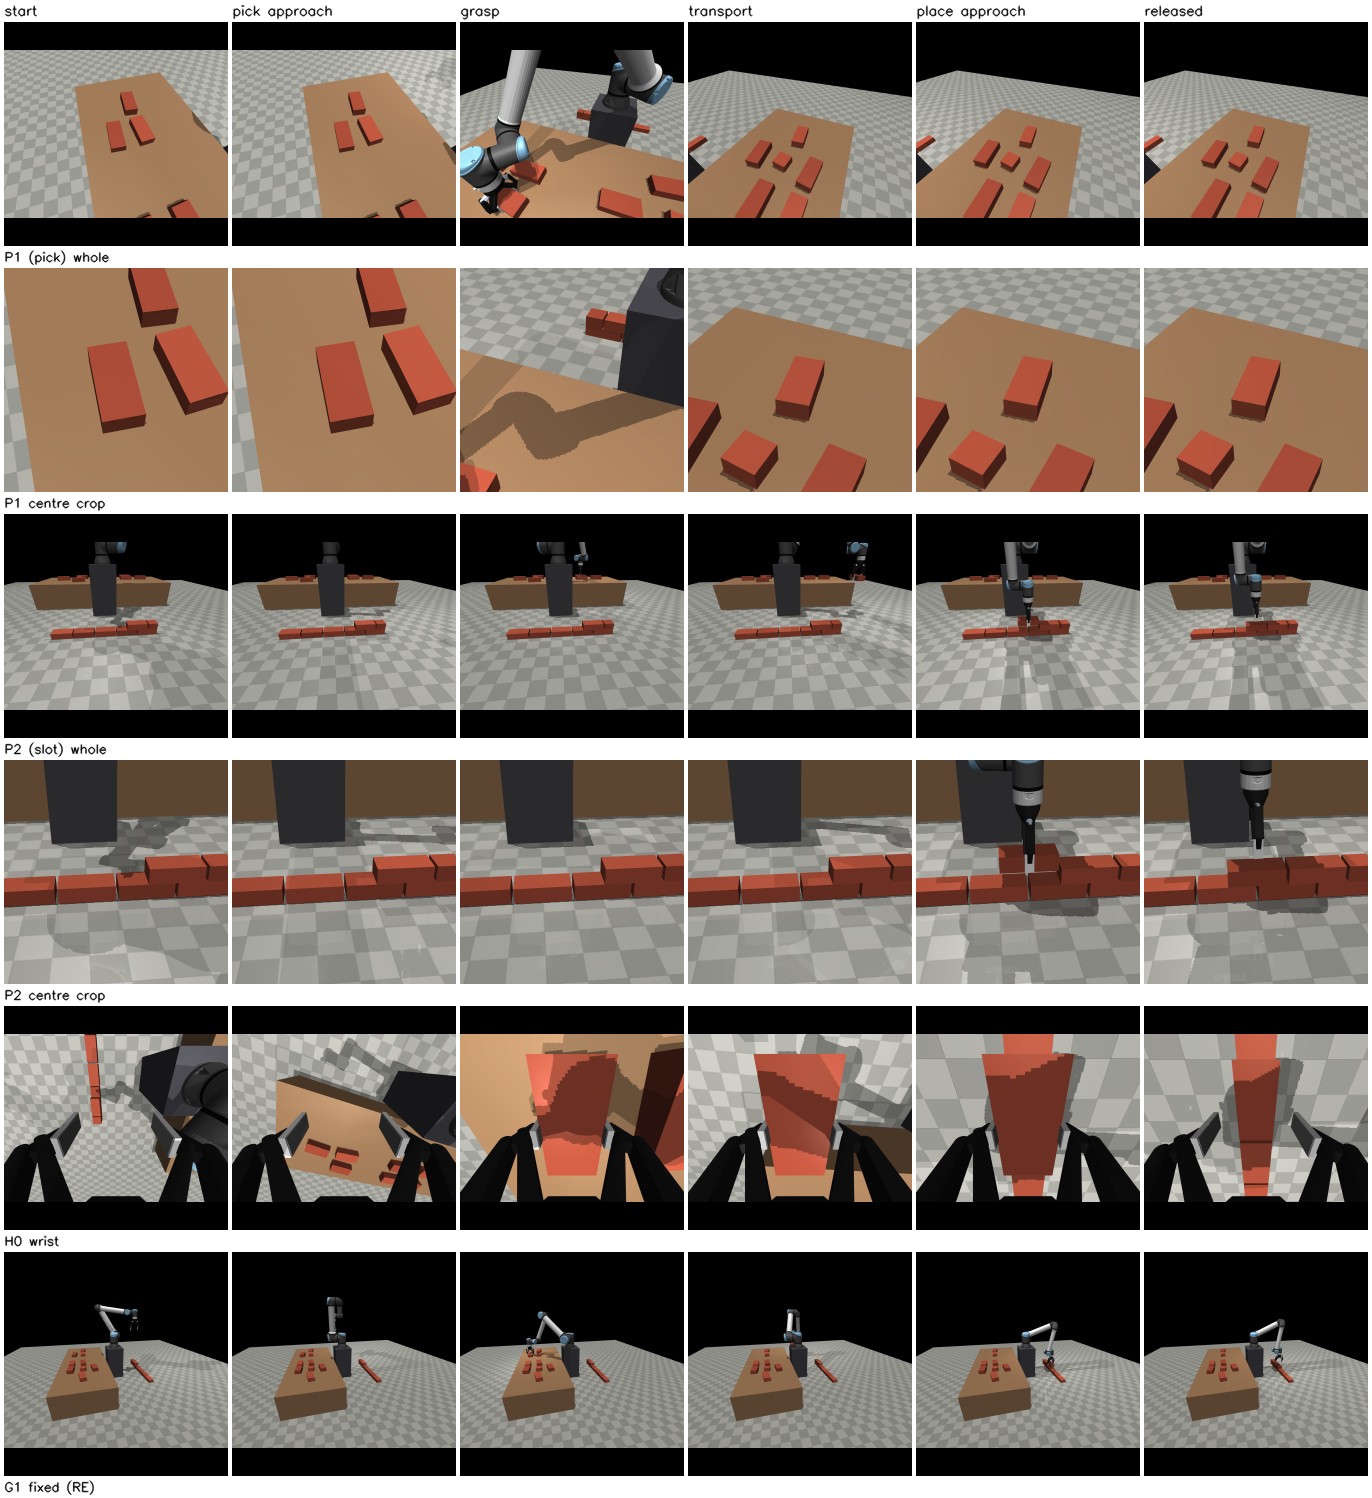 start pick approach grasp transport place approach released
P1 (pick) whole
P1 centre crop
P2 (slot) whole
P2 centre crop
H0 wrist
G1 fixed (RE)